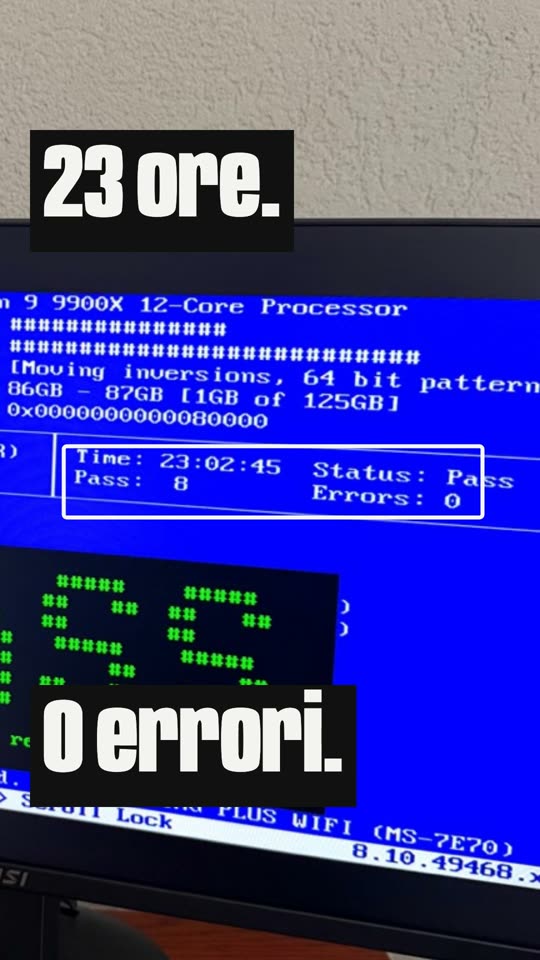 23 ore.
9 9900X 12-Core Processor
###############
############################
[Moving inversions, 64 bit pattern
86GB - 87GB [1GB of 125GB]
0x0000000000080000
Time: 23:02:45 Status: Pass
Pass: 8 Errors: 0
0 errori.
Scroll Lock
PLUS WIFI (MS-7E70)
8.10.49468.x